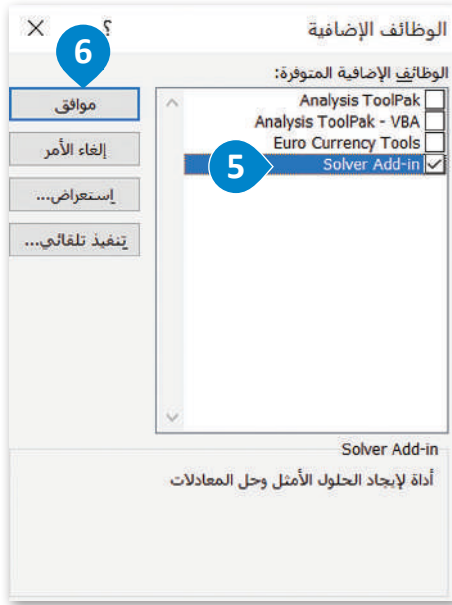 الوظائف الإضافية
؟
6
الوظائف الإضافية المتوفرة:
Analysis ToolPak
Analysis ToolPak - VBA
Euro Currency Tools
Solver Add-in
5
موافق
إلغاء الأمر
إستعراض...
تنفيذ تلقائي...
Solver Add-in
أداة لإيجاد الحلول الأمثل وحل المعادلات